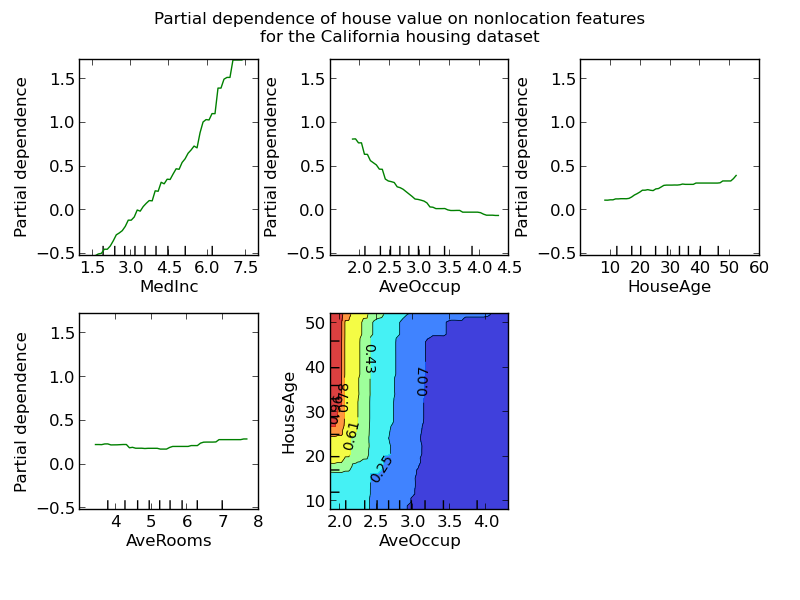 Partial dependence of house value on nonlocation features
for the California housing dataset
Partial dependence
1.5
1.0
0.5
0.0
−0.5
1.5 3.0 4.5 6.0 7.5
MedInc
Partial dependence
1.5
1.0
0.5
0.0
−0.5
2.0 2.5 3.0 3.5 4.0 4.5
AveOccup
Partial dependence
1.5
1.0
0.5
0.0
−0.5
10 20 30 40 50 60
HouseAge
Partial dependence
1.5
1.0
0.5
0.0
−0.5
4 5 6 7 8
AveRooms
HouseAge
50
40
30
20
10
0.78
0.61
0.43
0.25
0.07
2.0 2.5 3.0 3.5 4.0
AveOccup